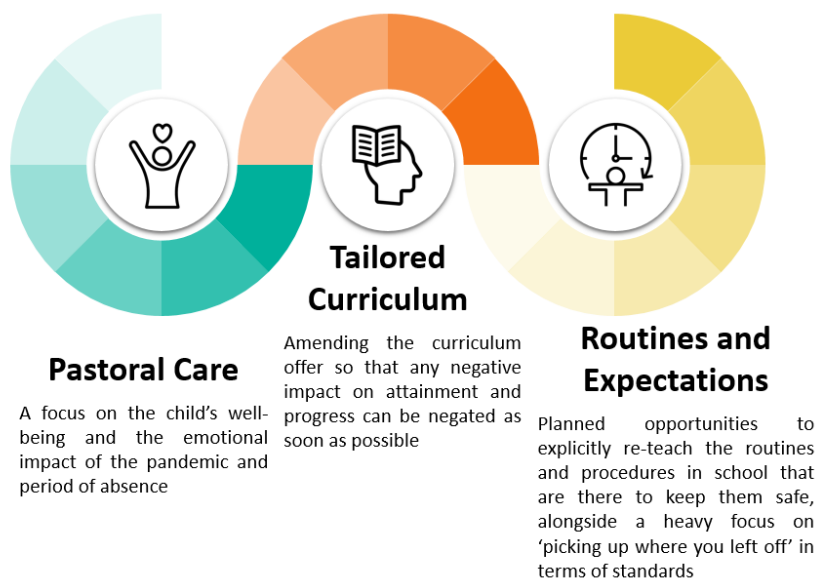 Pastoral Care
A focus on the child’s well-
being and the emotional
impact of the pandemic and
period of absence
Tailored
Curriculum
Amending the curriculum
offer so that any negative
impact on attainment and
progress can be negated as
soon as possible
Routines and
Expectations
Planned opportunities to
explicitly re-teach the routines
and procedures in school that
are there to keep them safe,
alongside a heavy focus on
‘picking up where you left off’ in
terms of standards